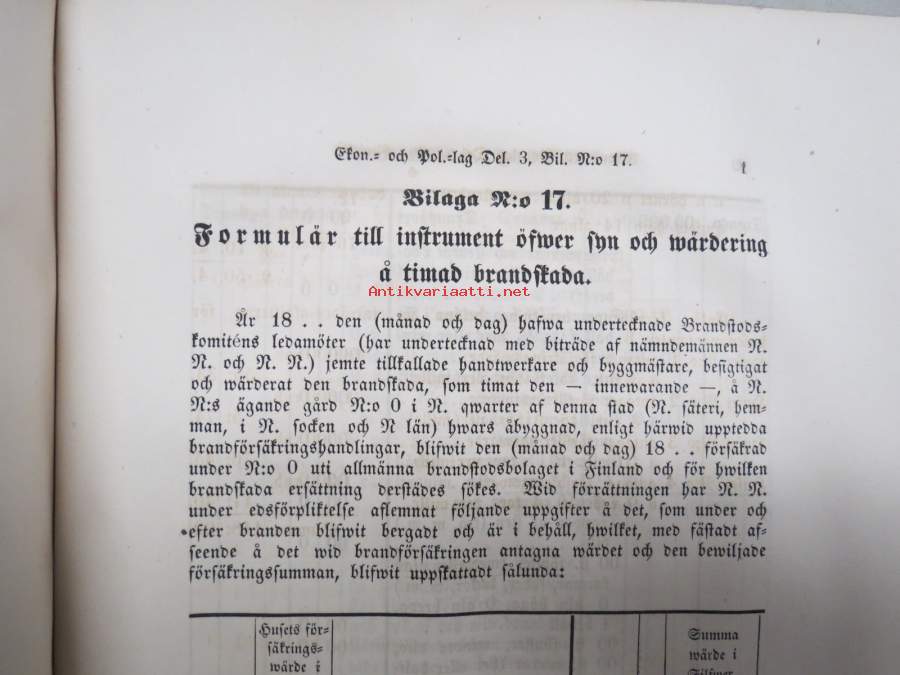 Ekon.- och Pol.-lag Del. 3, Bil. N:o 17.
1
Bilaga N:o 17.
Formulär till instrument öfwer syn och wärdering
å timad brandskada.
Antikvariaatti.net
År 18 . . den (månad och dag) hafwa undertecknade Brandstods-
komiténs ledamöter (har undertecknad med biträde af nämndemännen N.
N. och N. N.) jemte tillkallade handtwerkare och byggmästare, besigtigat
och wärderat den brandskada, som timat den — innewarande —, å N.
N:s ägande gård N:o 0 i N. qwarter af denna stad (N. säteri, hem-
man, i N. socken och N län) hwars åbyggnad, enligt härwid upptedda
brandförsäkringshandlingar, blifwit den (månad och dag) 18 . . försäkrad
under N:o 0 uti allmänna brandstodsbolaget i Finland och för hwilken
brandskada ersättning derstädes sökes. Wid förrättningen har N. N.
under edsförpliktelse aflemnat följande uppgifter å det, som under och
efter branden blifwit bergadt och är i behåll, hwilket, med fästadt af-
seende å det wid brandförsäkringen antagna wärdet och den bewiljade
försäkringssumman, blifwit uppskattadt sålunda:
Husets för-
säkrings-
wärde i
Summa
wärde i
Silfwer